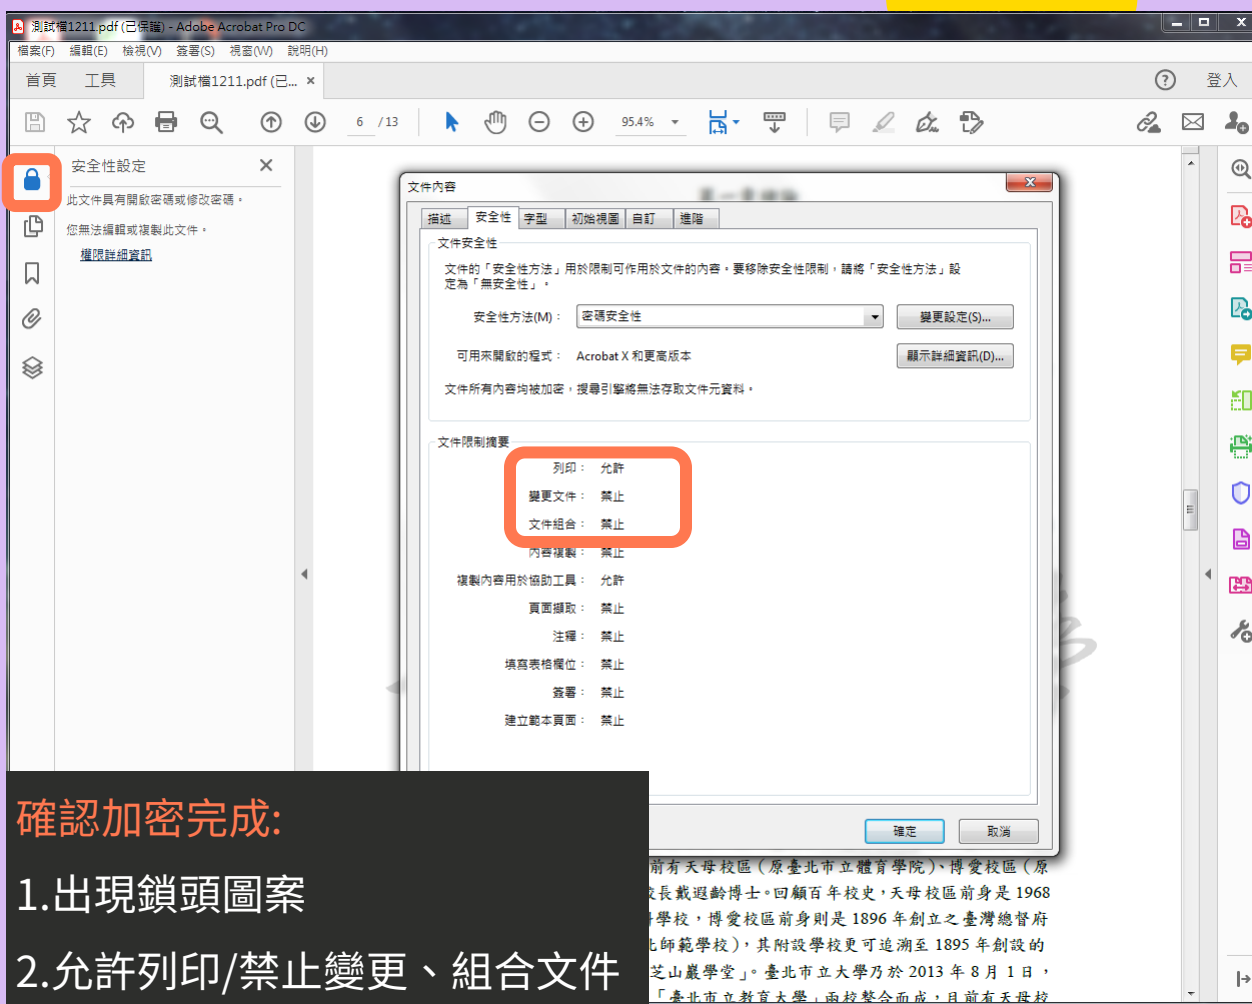 測試檔1211.pdf (已保護) - Adobe Acrobat Pro DC
檔案(F) 編輯(E) 檢視(V) 簽署(S) 視窗(W) 說明(H)
首頁 工具 測試檔1211.pdf (已... × 登入
6 /13 95.4%
安全性設定
此文件具有開啟密碼或修改密碼。
您無法編輯或複製此文件。
權限詳細資訊
文件內容
描述 安全性 字型 初始視圖 自訂 進階
文件安全性
文件的「安全性方法」用於限制可作用於文件的內容。要移除安全性限制，請將「安全性方法」設
定為「無安全性」。
安全性方法(M)： 密碼安全性 變更設定(S)...
可用來開啟的程式： Acrobat X 和更高版本 顯示詳細資訊(D)...
文件所有內容均被加密，搜尋引擎將無法存取文件元資料。
文件限制摘要
列印： 允許
變更文件： 禁止
文件組合： 禁止
內容複製： 禁止
複製內容用於協助工具： 允許
頁面擷取： 禁止
注釋： 禁止
填寫表格欄位： 禁止
簽署： 禁止
建立範本頁面： 禁止
確定 取消
確認加密完成:
1.出現鎖頭圖案
2.允許列印/禁止變更、組合文件
前有天母校區（原臺北市立體育學院）、博愛校區（原
校長戴遐齡博士。回顧百年校史，天母校區前身是 1968
學校，博愛校區前身則是 1896 年創立之臺灣總督府
北師範學校），其附設學校更可追溯至 1895 年創設的
芝山巖學堂」。臺北市立大學乃於 2013 年 8 月 1 日，
「臺北市立教育大學」兩校整合而成，目前有天母校